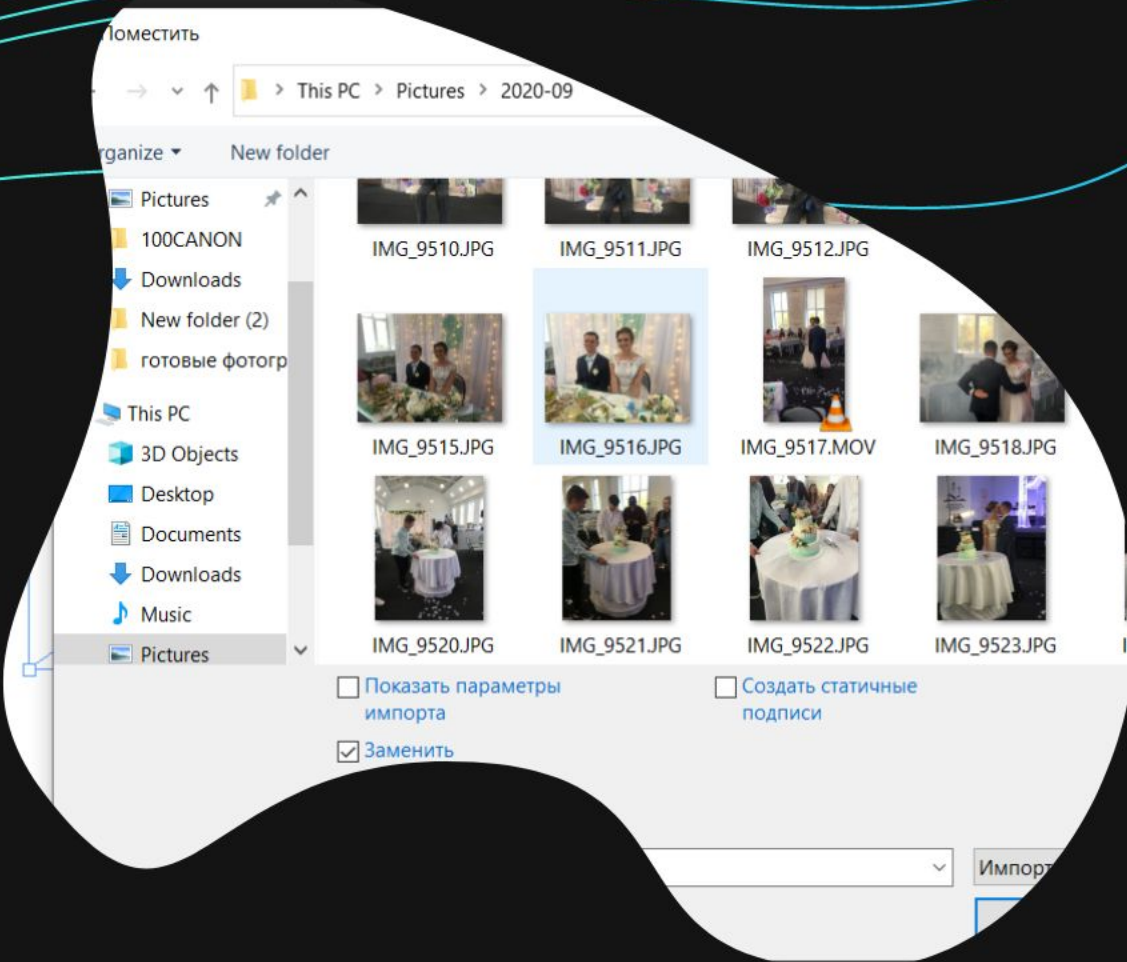 Поместить
This PC > Pictures > 2020-09
rganize
New folder
Pictures
100CANON
Downloads
New folder (2)
готовые фотогр
This PC
3D Objects
Desktop
Documents
Downloads
Music
Pictures
IMG_9510.JPG
IMG_9511.JPG
IMG_9512.JPG
IMG_9515.JPG
IMG_9516.JPG
IMG_9517.MOV
IMG_9518.JPG
IMG_9520.JPG
IMG_9521.JPG
IMG_9522.JPG
IMG_9523.JPG
Показать параметры
импорта
Создать статичные
подписи
Заменить
Импорт